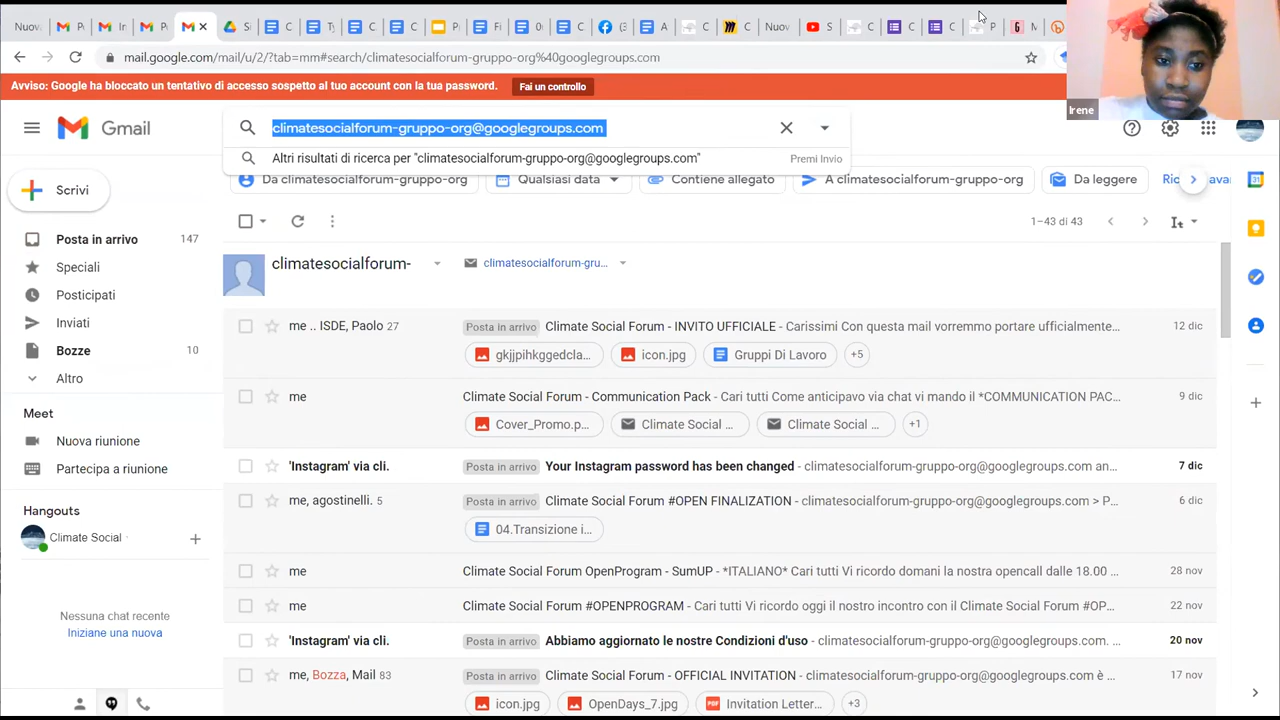 Nuov
P
In
P
Si
C
Ty
C
C
P
E
0
C
(3
A
C
C
Nuov
S
C
C
C
P
M
mail.google.com/mail/u/2/?tab=mm#search/climatesocialforum-gruppo-org%40googlegroups.com
Avviso: Google ha bloccato un tentativo di accesso sospetto al tuo account con la tua password. Fai un controllo
Irene
Gmail
climatesocialforum-gruppo-org@googlegroups.com
Altri risultati di ricerca per "climatesocialforum-gruppo-org@googlegroups.com" Premi Invio
Scrivi
Da climatesocialforum-gruppo-org Qualsiasi data Contiene allegato A climatesocialforum-gruppo-org Da leggere Ric avar
1–43 di 43
Posta in arrivo 147
Speciali
Posticipati
Inviati
Bozze 10
Altro
Meet
Nuova riunione
Partecipa a riunione
Hangouts
Climate Social
Nessuna chat recente
Iniziane una nuova
climatesocialforum- climatesocialforum-gru...
me .. ISDE, Paolo 27 Posta in arrivo Climate Social Forum - INVITO UFFICIALE - Carissimi Con questa mail vorremmo portare ufficialmente... 12 dic
gkjjpihkggedcla... icon.jpg Gruppi Di Lavoro +5
me Climate Social Forum - Communication Pack - Cari tutti Come anticipavo via chat vi mando il *COMMUNICATION PAC... 9 dic
Cover_Promo.p... Climate Social ... Climate Social ... +1
'Instagram' via cli. Posta in arrivo Your Instagram password has been changed - climatesocialforum-gruppo-org@googlegroups.com an... 7 dic
me, agostinelli. 5 Posta in arrivo Climate Social Forum #OPEN FINALIZATION - climatesocialforum-gruppo-org@googlegroups.com > P... 6 dic
04.Transizione i...
me Climate Social Forum OpenProgram - SumUP - *ITALIANO* Cari tutti Vi ricordo domani la nostra opencall dalle 18.00 ... 28 nov
me Climate Social Forum #OPENPROGRAM - Cari tutti Vi ricordo oggi il nostro incontro con il Climate Social Forum #OP... 22 nov
'Instagram' via cli. Posta in arrivo Abbiamo aggiornato le nostre Condizioni d'uso - climatesocialforum-gruppo-org@googlegroups.com. ... 20 nov
me, Bozza, Mail 83 Posta in arrivo Climate Social Forum - OFFICIAL INVITATION - climatesocialforum-gruppo-org@googlegroups.com è ... 17 nov
icon.jpg OpenDays_7.jpg Invitation Letter... +3